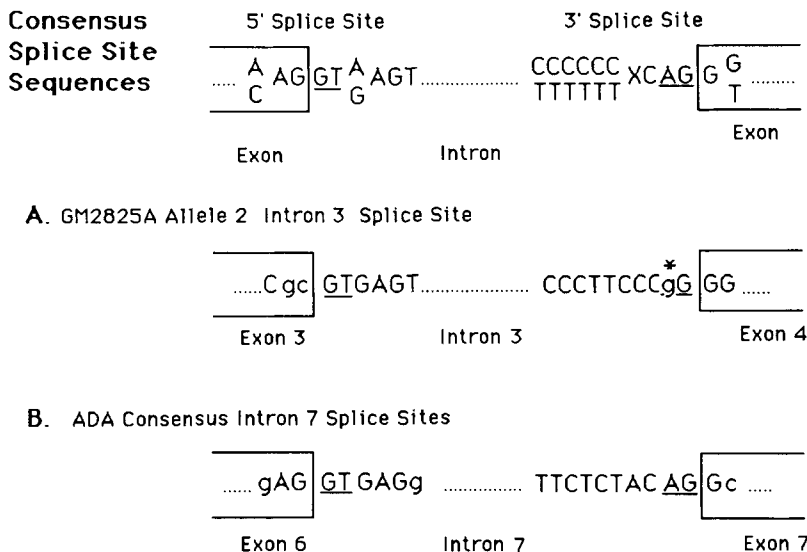 Consensus Splice Site Sequences
5' Splice Site
3' Splice Site
..... A/C AG GT A/G AGT ..................... CCCCCC/TTTTTT XCAG G G/T .........
Exon
Intron
Exon
A. GM2825A Allele 2 Intron 3 Splice Site
*
......C gc GTGAGT..................... CCCTTCCCgG GG ......
Exon 3
Intron 3
Exon 4
B. ADA Consensus Intron 7 Splice Sites
...... gAG GT GAGg ................ TTCTCTAC AG Gc .....
Exon 6
Intron 7
Exon 7